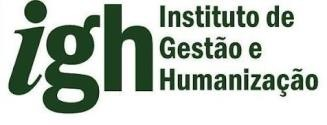 igh
Instituto de
Gestão e
Humanização